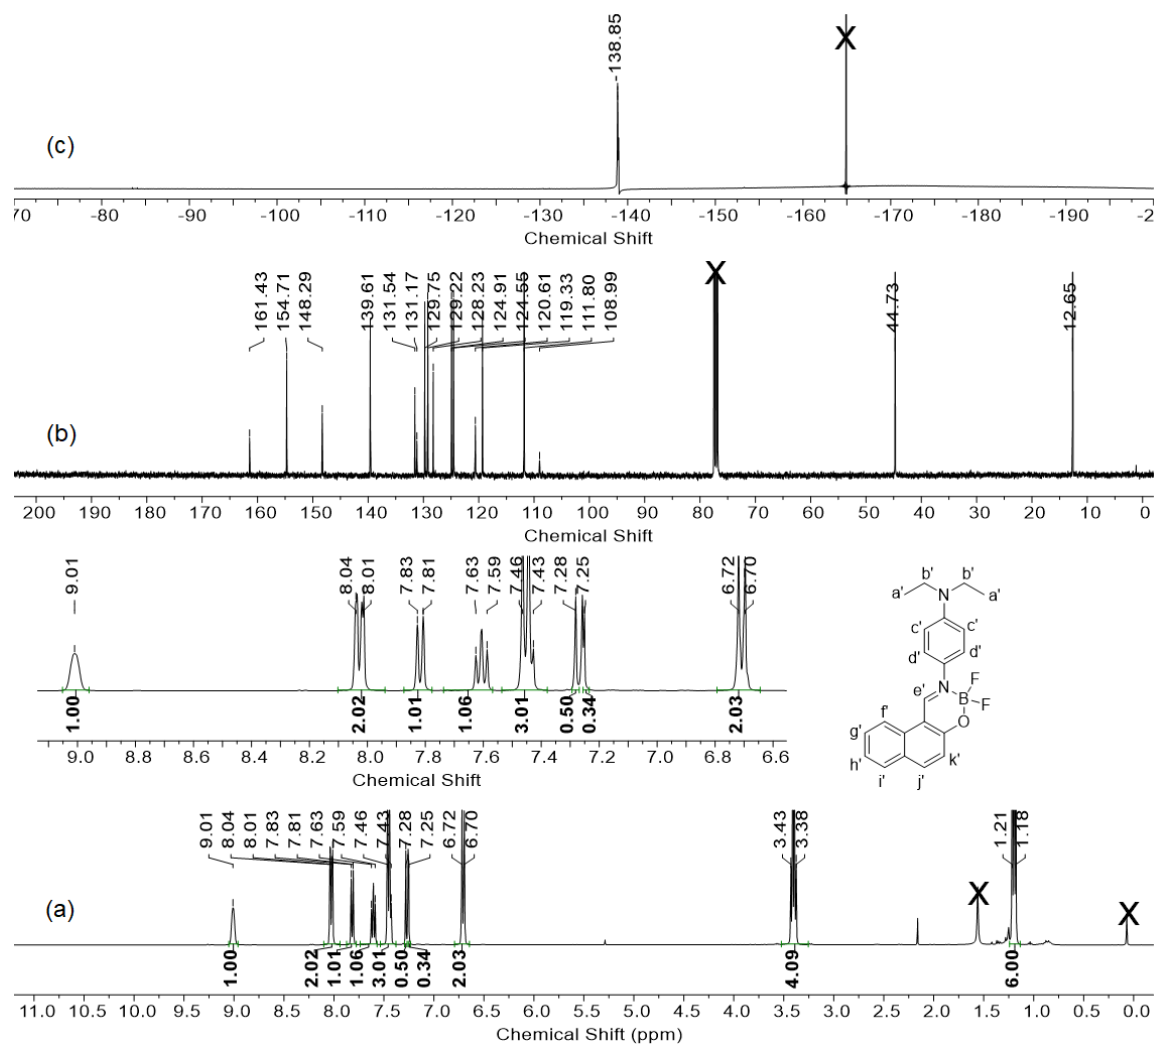 138.85
X
(c)
70 -80 -90 -100 -110 -120 -130 -140 -150 -160 -170 -180 -190 -2
Chemical Shift
161.43 154.71 148.29 139.61 131.54 131.17 129.75 129.22 128.23 124.91 124.55 120.61 119.33 111.80 108.99 X 44.73 12.65
(b)
200 190 180 170 160 150 140 130 120 110 100 90 80 70 60 50 40 30 20 10 0
Chemical Shift
9.01 8.04 8.01 7.83 7.81 7.63 7.59 7.46 7.43 7.28 7.25 6.72 6.70
1.00 2.02 1.01 1.06 3.01 0.50 0.34 2.03
9.0 8.8 8.6 8.4 8.2 8.0 7.8 7.6 7.4 7.2 7.0 6.8 6.6
Chemical Shift
b' b'
a' N a'
c' c'
d' d'
e' N B F
F
f' O
g'
h' k'
i' j'
9.01 8.04 8.01 7.83 7.81 7.63 7.59 7.46 7.43 7.28 7.25 6.72 6.70 3.43 3.38 1.21 1.18
(a)
X X
1.00 2.02 1.01 1.06 3.01 0.50 0.34 2.03 4.09 6.00
11.0 10.5 10.0 9.5 9.0 8.5 8.0 7.5 7.0 6.5 6.0 5.5 5.0 4.5 4.0 3.5 3.0 2.5 2.0 1.5 1.0 0.5 0.0
Chemical Shift (ppm)